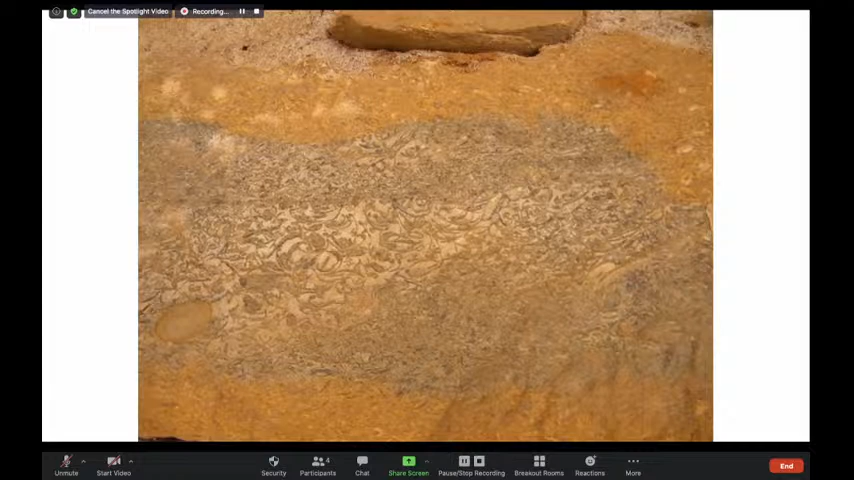 Cancel the Spotlight Video
Recording...
4
Unmute
Start Video
Security
Participants
Chat
Share Screen
Pause/Stop Recording
Breakout Rooms
Reactions
More
End